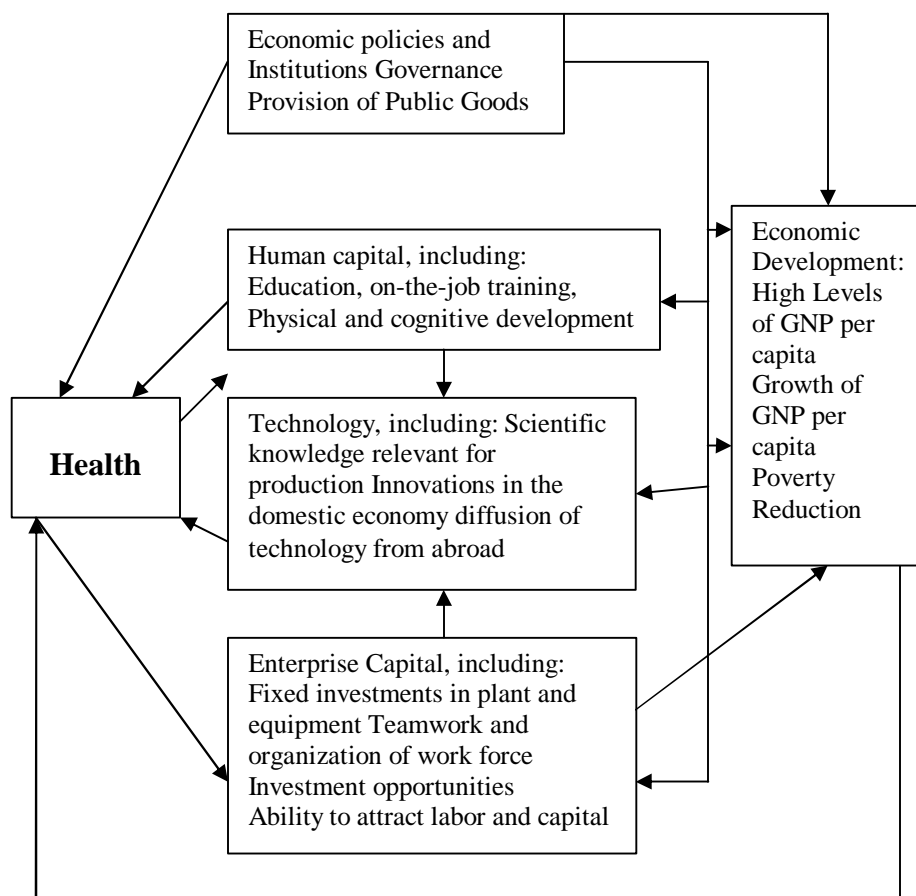 Economic policies and
Institutions Governance
Provision of Public Goods
Human capital, including:
Education, on-the-job training,
Physical and cognitive development
Health
Technology, including: Scientific
knowledge relevant for
production Innovations in the
domestic economy diffusion of
technology from abroad
Enterprise Capital, including:
Fixed investments in plant and
equipment Teamwork and
organization of work force
Investment opportunities
Ability to attract labor and capital
Economic
Development:
High Levels
of GNP per
capita
Growth of
GNP per
capita
Poverty
Reduction